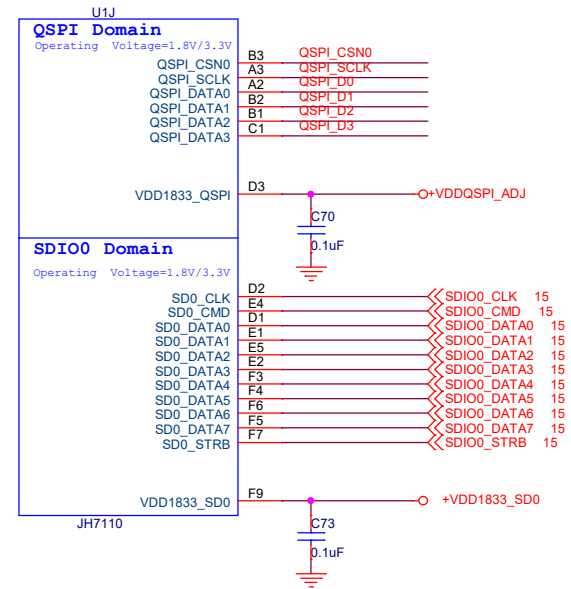 U1J
QSPI Domain
Operating Voltage=1.8V/3.3V
QSPI_CSN0 B3 QSPI_CSN0
QSPI_SCLK A3 QSPI_SCLK
QSPI_DATA0 A2 QSPI_D0
QSPI_DATA1 B2 QSPI_D1
QSPI_DATA2 B1 QSPI_D2
QSPI_DATA3 C1 QSPI_D3
VDD1833_QSPI D3 +VDDQSPI_ADJ
C70
0.1uF
SDIO0 Domain
Operating Voltage=1.8V/3.3V
SD0_CLK D2 SDIO0_CLK 15
SD0_CMD E4 SDIO0_CMD 15
SD0_DATA0 D1 SDIO0_DATA0 15
SD0_DATA1 E1 SDIO0_DATA1 15
SD0_DATA2 E5 SDIO0_DATA2 15
SD0_DATA3 E2 SDIO0_DATA3 15
SD0_DATA4 F3 SDIO0_DATA4 15
SD0_DATA5 F4 SDIO0_DATA5 15
SD0_DATA6 F6 SDIO0_DATA6 15
SD0_DATA7 F5 SDIO0_DATA7 15
SD0_STRB F7 SDIO0_STRB 15
VDD1833_SD0 F9 +VDD1833_SD0
JH7110
C73
0.1uF